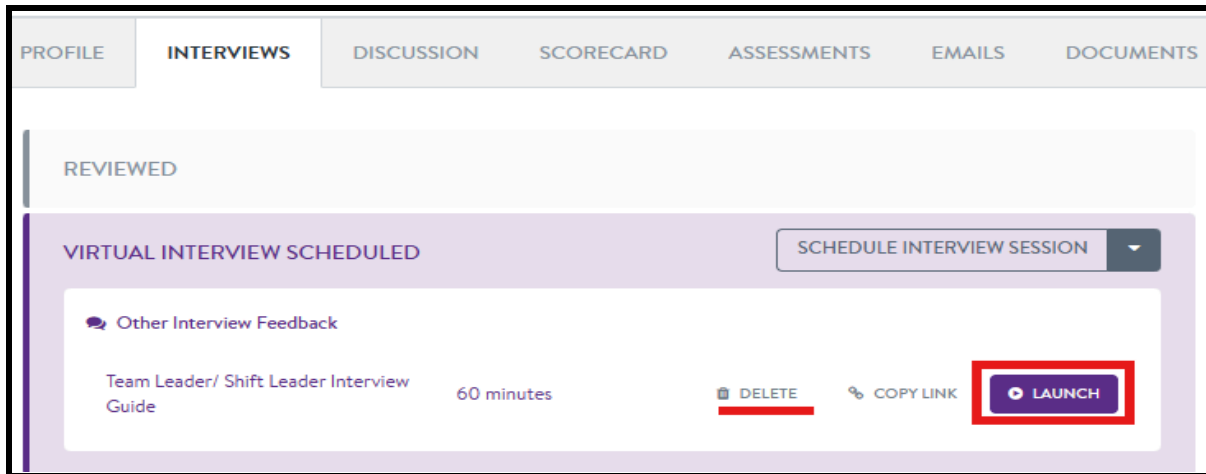 PROFILE INTERVIEWS DISCUSSION SCORECARD ASSESSMENTS EMAILS DOCUMENTS
REVIEWED
VIRTUAL INTERVIEW SCHEDULED SCHEDULE INTERVIEW SESSION
Other Interview Feedback
Team Leader/ Shift Leader Interview
Guide
60 minutes DELETE COPY LINK LAUNCH